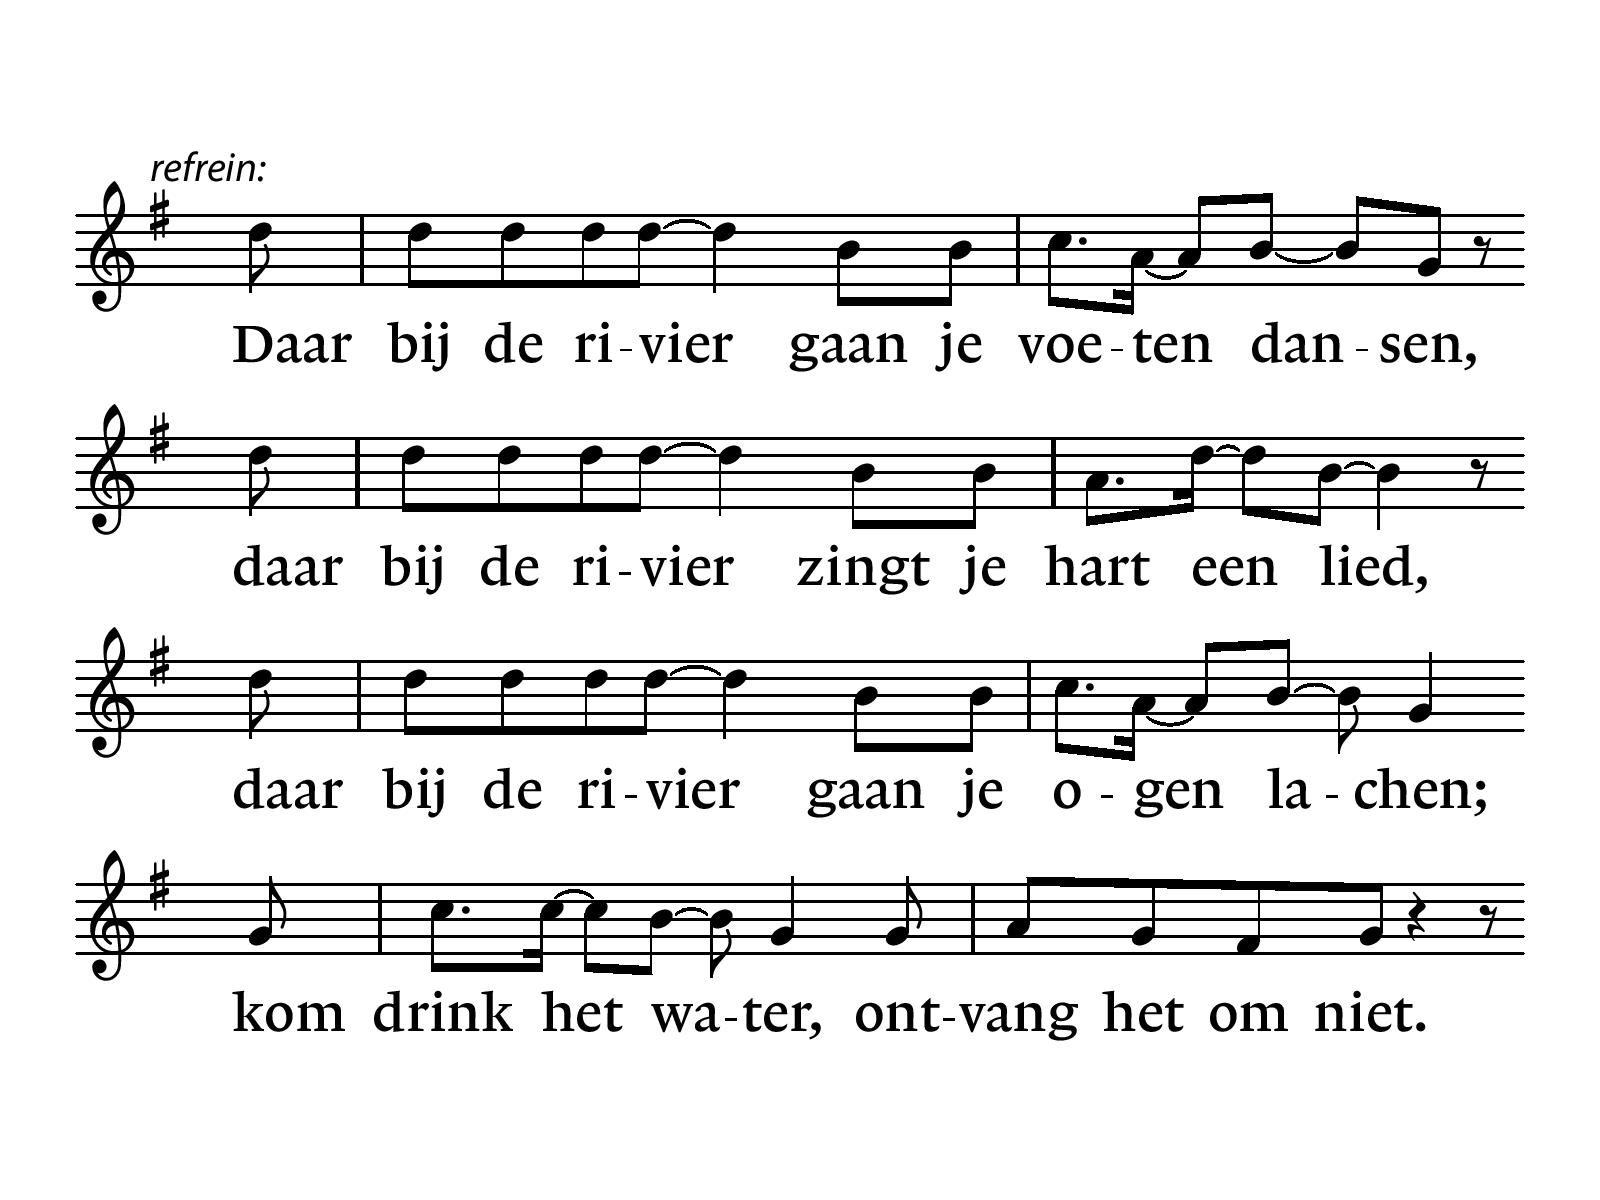 refrein:
Daar bij de ri-vier gaan je voe-ten dan-sen,
daar bij de ri-vier zingt je hart een lied,
daar bij de ri-vier gaan je o-gen la-chen;
kom drink het wa-ter, ont-vang het om niet.